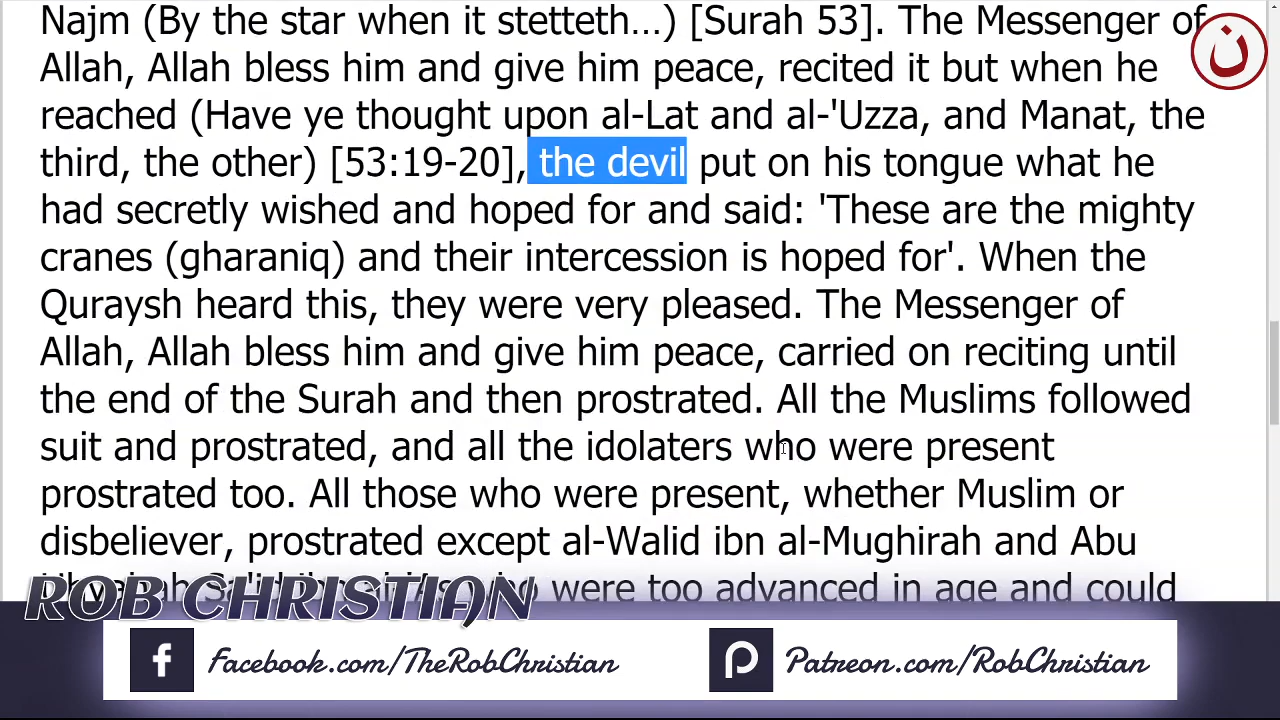 Najm (By the star when it stetteth…) [Surah 53]. The Messenger of
Allah, Allah bless him and give him peace, recited it but when he
reached (Have ye thought upon al-Lat and al-'Uzza, and Manat, the
third, the other) [53:19-20], the devil put on his tongue what he
had secretly wished and hoped for and said: 'These are the mighty
cranes (gharaniq) and their intercession is hoped for'. When the
Quraysh heard this, they were very pleased. The Messenger of
Allah, Allah bless him and give him peace, carried on reciting until
the end of the Surah and then prostrated. All the Muslims followed
suit and prostrated, and all the idolaters who were present
prostrated too. All those who were present, whether Muslim or
disbeliever, prostrated except al-Walid ibn al-Mughirah and Abu
who were too advanced in age and could
ن
ROB CHRISTIAN
Facebook.com/TheRobChristian
Patreon.com/RobChristian